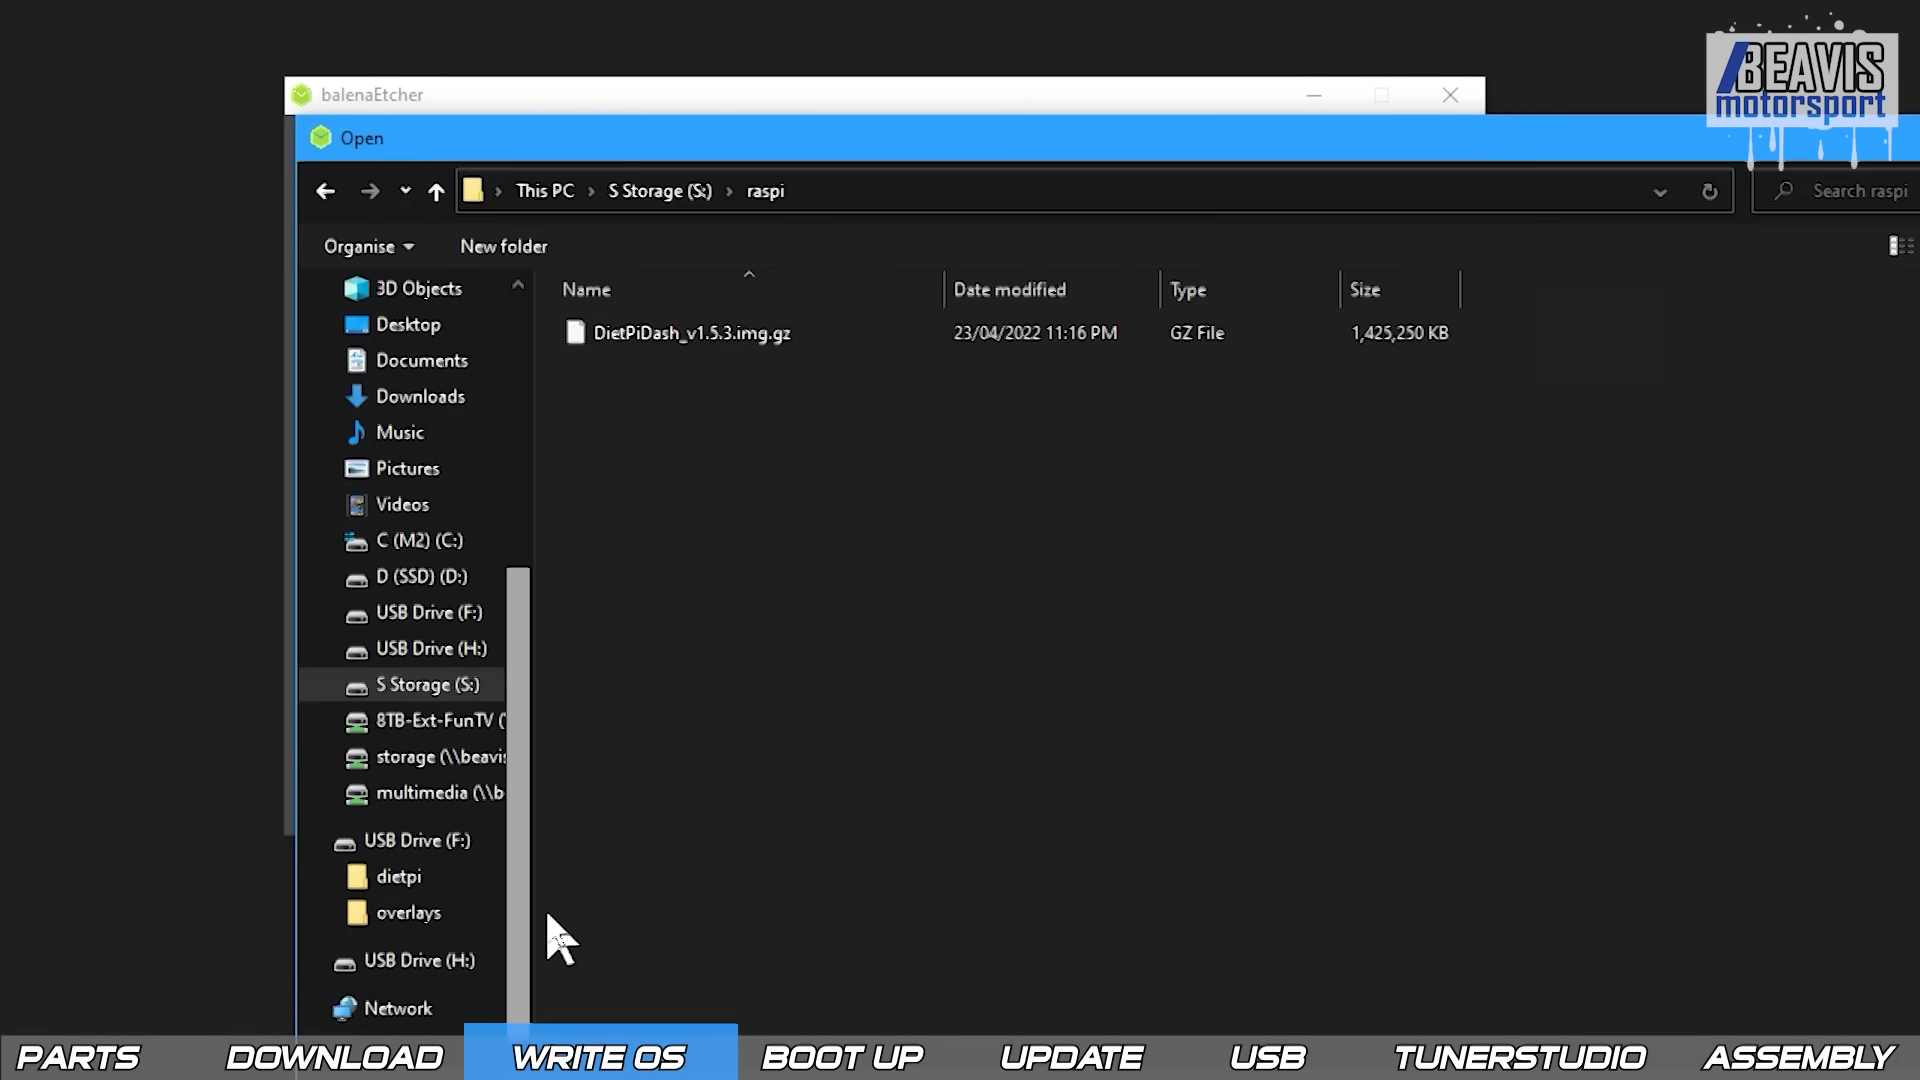 BEAVIS
motorsport
balenaEtcher
Open
This PC > S Storage (S:) > raspi
Search raspi
Organise
New folder
Name
Date modified
Type
Size
DietPiDash_v1.5.3.img.gz
23/04/2022 11:16 PM
GZ File
1,425,250 KB
3D Objects
Desktop
Documents
Downloads
Music
Pictures
Videos
C (M2) (C:)
D (SSD) (D:)
USB Drive (F:)
USB Drive (H:)
S Storage (S:)
8TB-Ext-FunTV (
storage (\\beavis
multimedia (\\b
USB Drive (F:)
dietpi
overlays
USB Drive (H:)
Network
PARTS
DOWNLOAD
WRITE OS
BOOT UP
UPDATE
USB
TUNERSTUDIO
ASSEMBLY